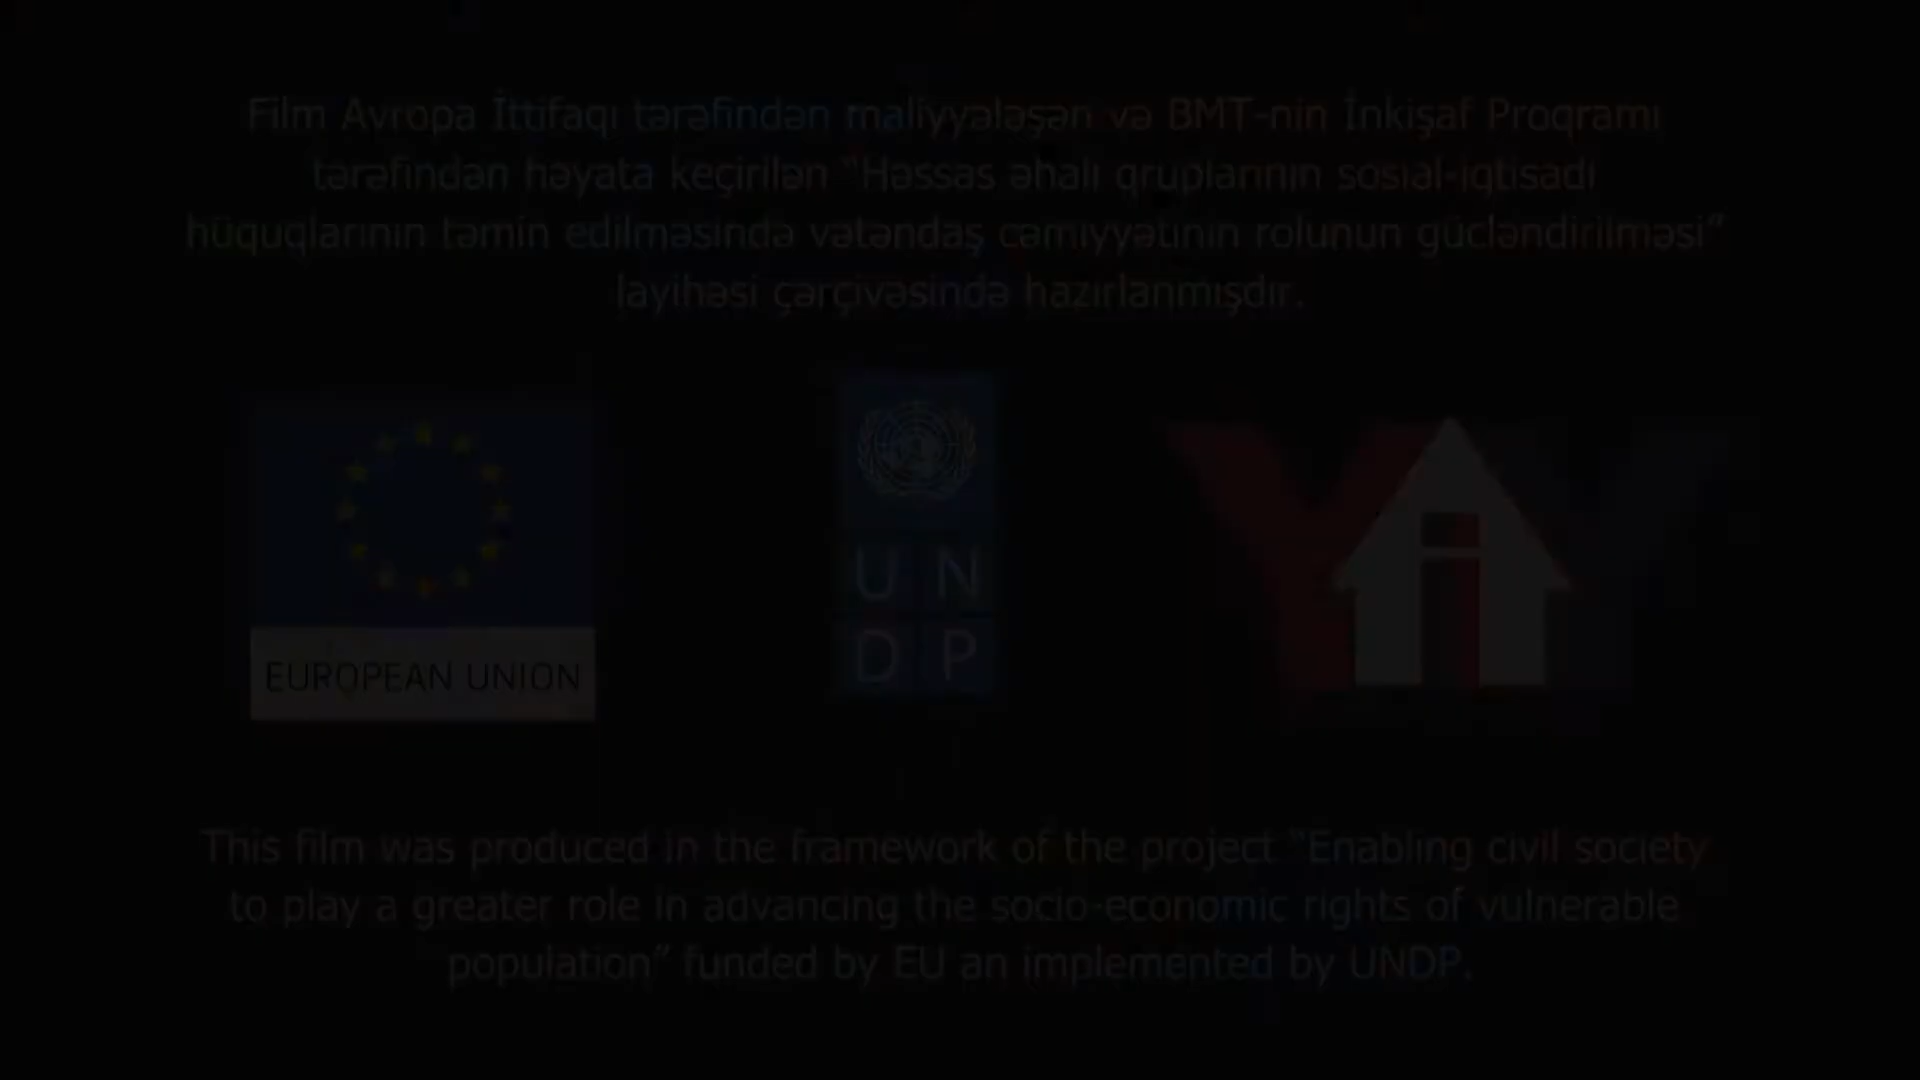 Film Avropa İttifaqı tərəfindən maliyyələşən və BMT-nin İnkişaf Proqramı
tərəfindən həyata keçirilən “Həssas əhali qruplarının sosial-iqtisadi
hüquqlarının təmin edilməsində vətəndaş cəmiyyətinin rolunun gücləndirilməsi”
layihəsi çərçivəsində hazırlanmışdır.
EUROPEAN UNION
U N
D P
YİY
This film was produced in the framework of the project “Enabling civil society
to play a greater role in advancing the socio-economic rights of vulnerable
population” funded by EU an implemented by UNDP.